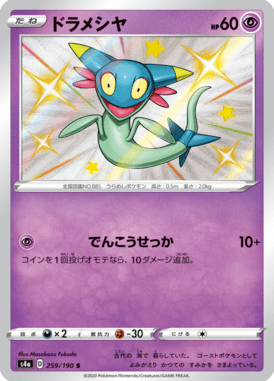 たね ドラメシヤ HP60
全国図鑑NO.885 うらめしポケモン 高さ:0.5m 重さ:2.0kg
でんこうせっか 10+
コインを1回投げオモテなら、10ダメージ追加。
弱点 ×2 抵抗力 -30 にげる
Illus. Masakazu Fukuda
s4a 259/190 S
古代の 海で 暮らしていた。 ゴーストポケモンとして
よみがえり かつての すみかを さまよっている。
©2020 Pokémon/Nintendo/Creatures/GAME FREAK.